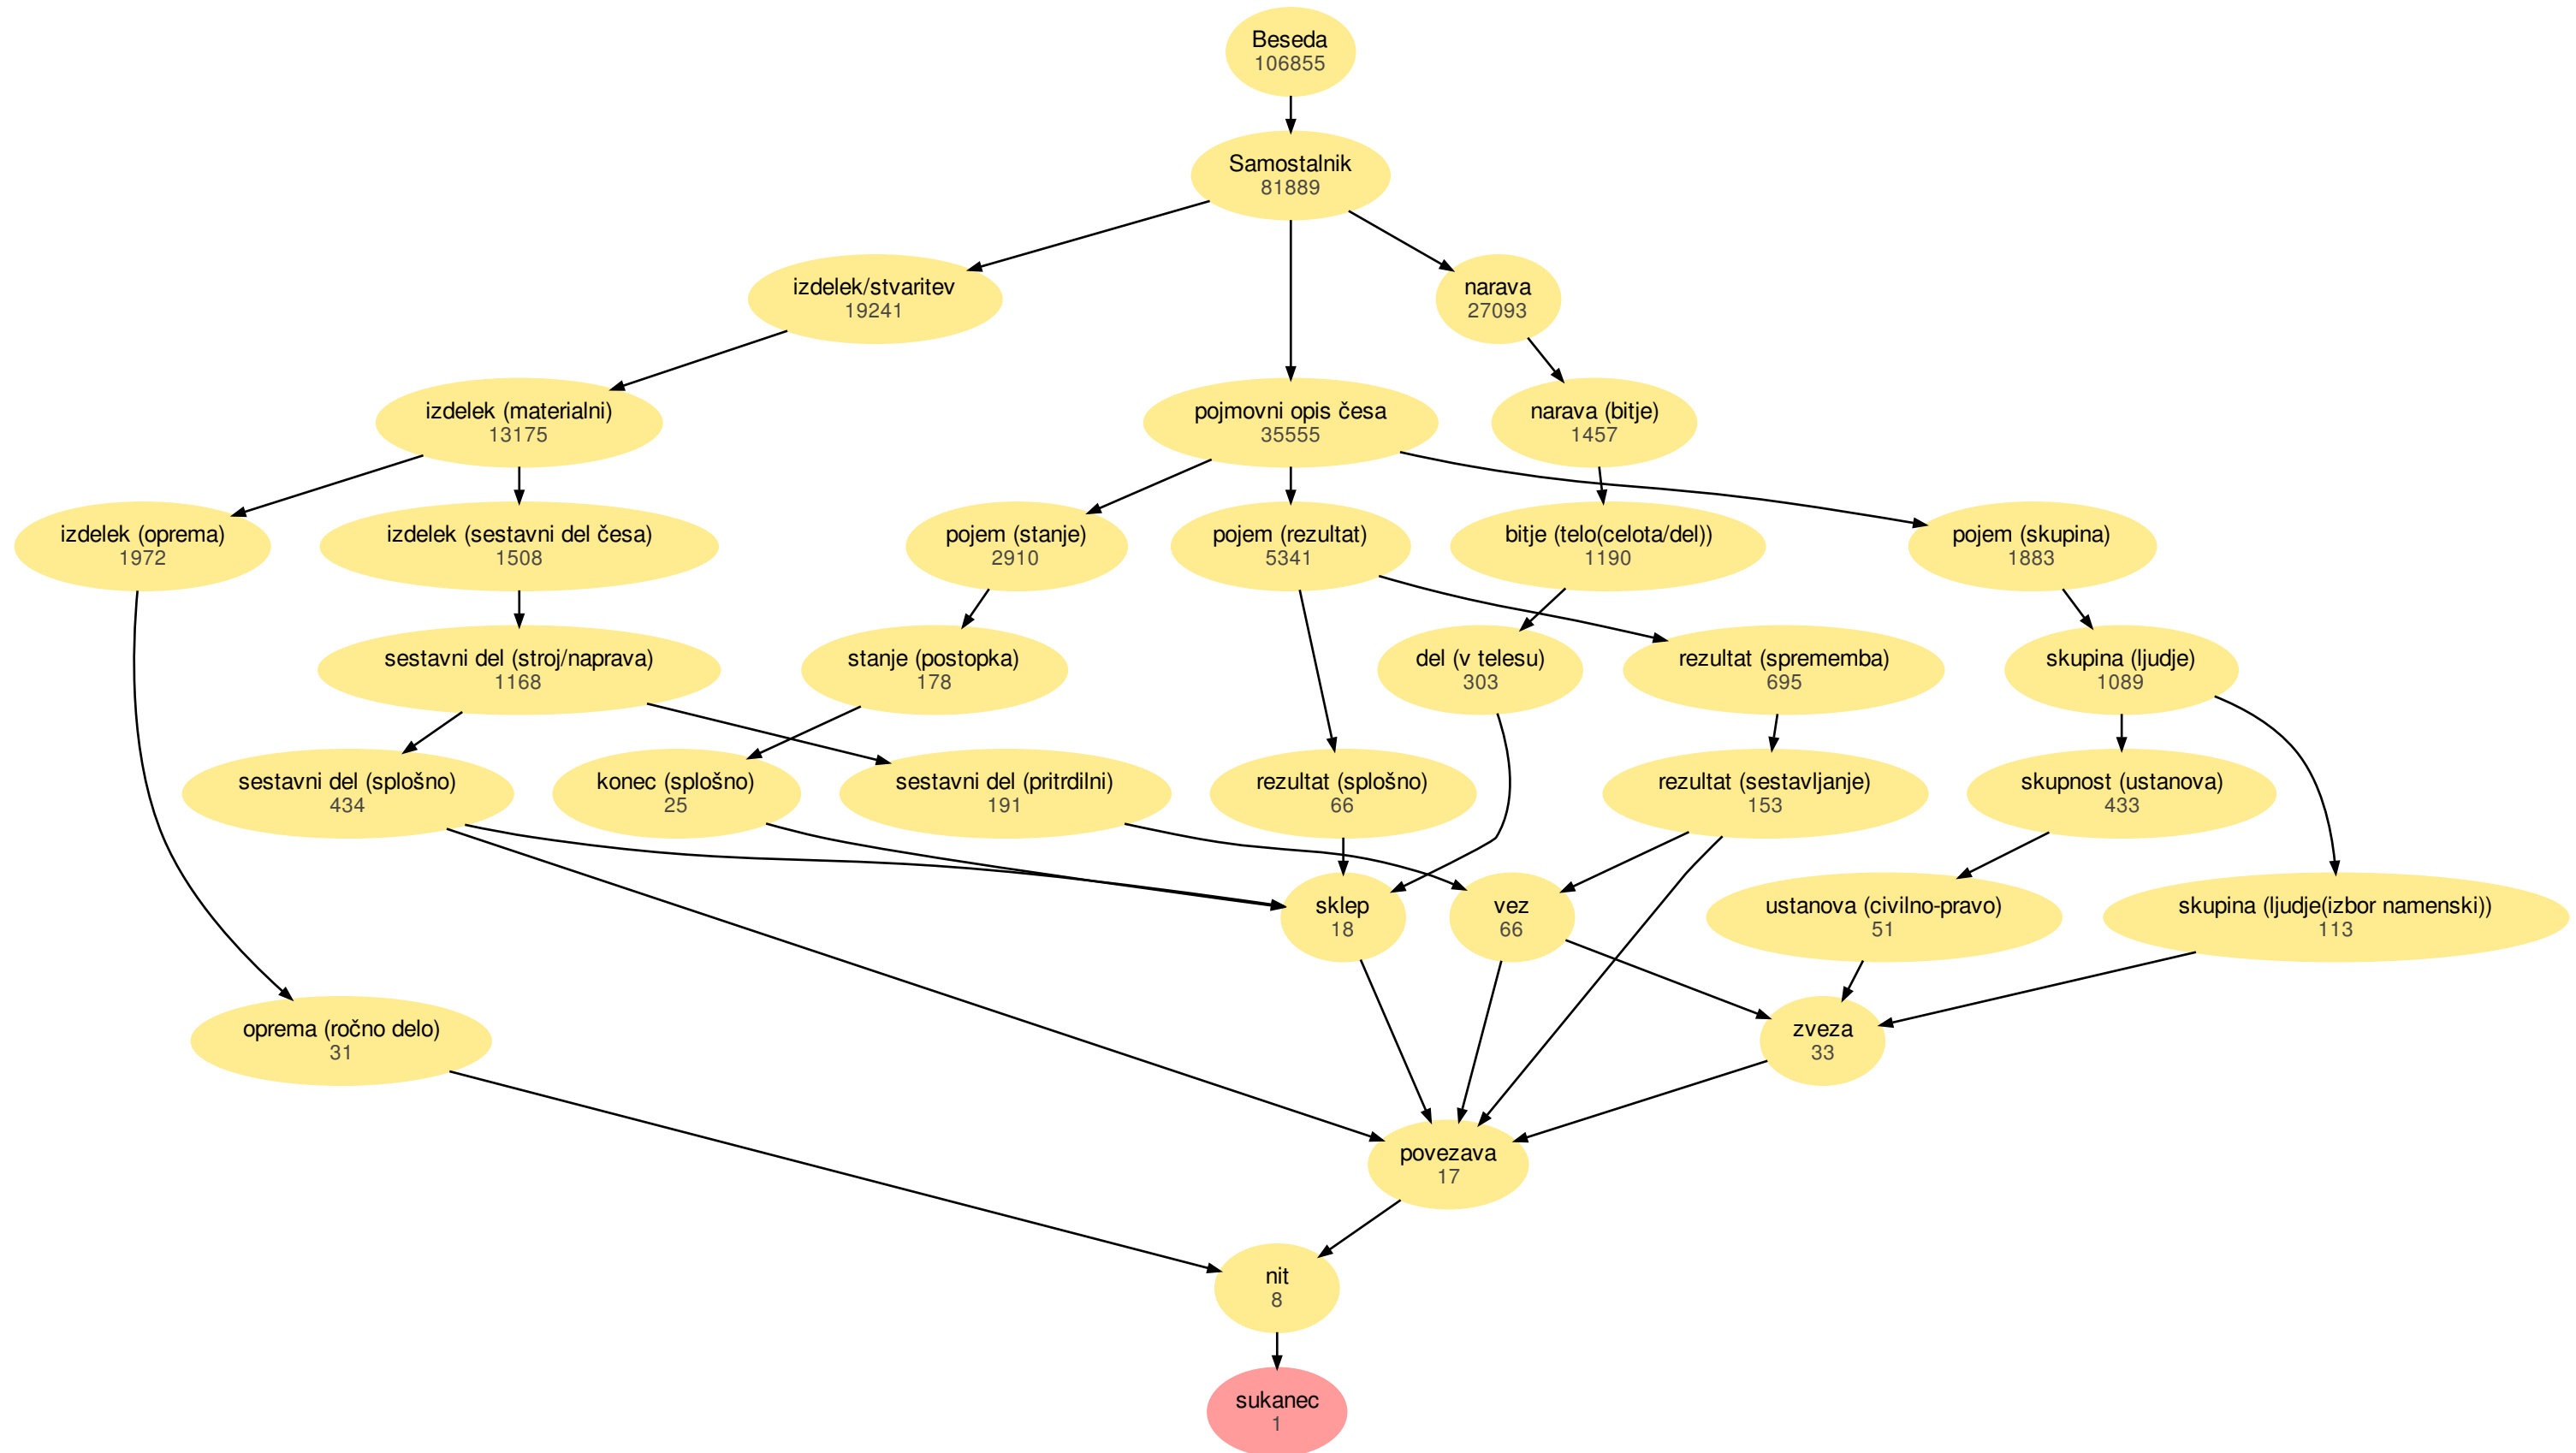 Beseda
106855
Samostalnik
81889
izdelek/stvaritev
19241
narava
27093
izdelek (materialni)
13175
pojmovni opis česa
35555
narava (bitje)
1457
izdelek (oprema)
1972
izdelek (sestavni del česa)
1508
pojem (stanje)
2910
pojem (rezultat)
5341
bitje (telo(celota/del))
1190
pojem (skupina)
1883
sestavni del (stroj/naprava)
1168
stanje (postopka)
178
del (v telesu)
303
rezultat (sprememba)
695
skupina (ljudje)
1089
sestavni del (splošno)
434
konec (splošno)
25
sestavni del (pritrdilni)
191
rezultat (splošno)
66
rezultat (sestavljanje)
153
skupnost (ustanova)
433
sklep
18
vez
66
ustanova (civilno-pravo)
51
skupina (ljudje(izbor namenski))
113
oprema (ročno delo)
31
zveza
33
povezava
17
nit
8
sukanec
1